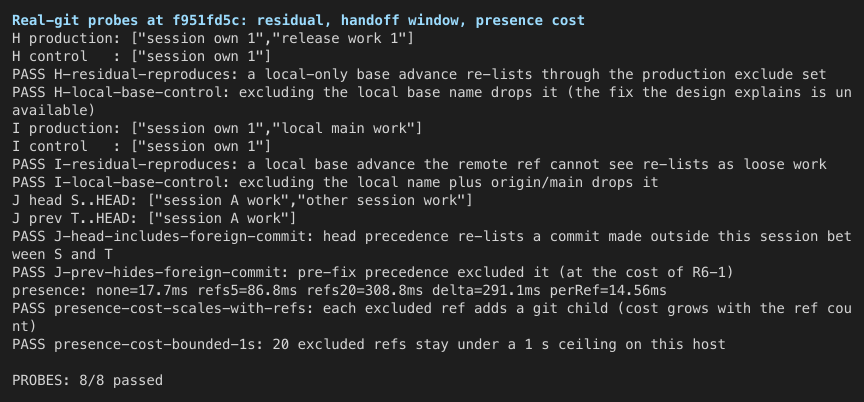 Real-git probes at f951fd5c: residual, handoff window, presence cost
H production: ["session own 1","release work 1"]
H control   : ["session own 1"]
PASS H-residual-reproduces: a local-only base advance re-lists through the production exclude set
PASS H-local-base-control: excluding the local base name drops it (the fix the design explains is un
available)
I production: ["session own 1","local main work"]
I control   : ["session own 1"]
PASS I-residual-reproduces: a local base advance the remote ref cannot see re-lists as loose work
PASS I-local-base-control: excluding the local name plus origin/main drops it
J head S..HEAD: ["session A work","other session work"]
J prev T..HEAD: ["session A work"]
PASS J-head-includes-foreign-commit: head precedence re-lists a commit made outside this session bet
ween S and T
PASS J-prev-hides-foreign-commit: pre-fix precedence excluded it (at the cost of R6-1)
presence: none=17.7ms refs5=86.8ms refs20=308.8ms delta=291.1ms perRef=14.56ms
PASS presence-cost-scales-with-refs: each excluded ref adds a git child (cost grows with the ref cou
nt)
PASS presence-cost-bounded-1s: 20 excluded refs stay under a 1 s ceiling on this host
PROBES: 8/8 passed